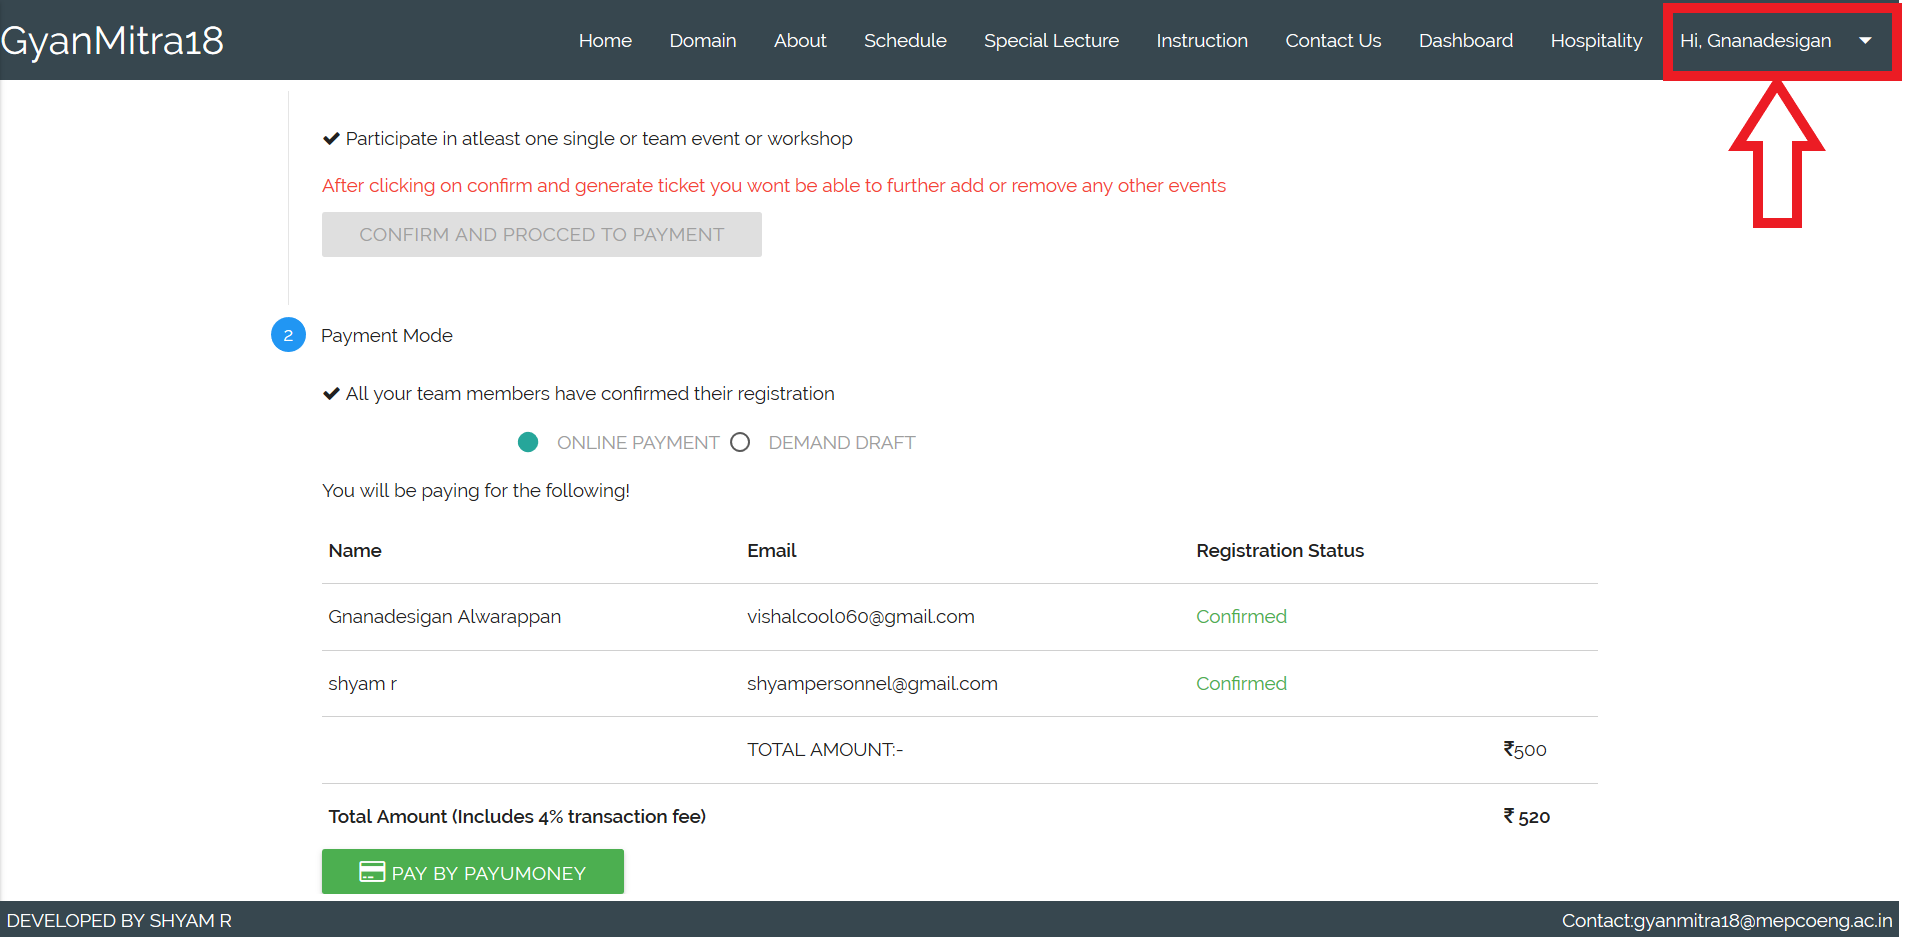 GyanMitra18
Home Domain About Schedule Special Lecture Instruction Contact Us Dashboard Hospitality Hi, Gnanadesigan
Participate in atleast one single or team event or workshop
After clicking on confirm and generate ticket you wont be able to further add or remove any other events
CONFIRM AND PROCCED TO PAYMENT
2 Payment Mode
All your team members have confirmed their registration
ONLINE PAYMENT DEMAND DRAFT
You will be paying for the following!
Name Email Registration Status
Gnanadesigan Alwarappan vishalcool060@gmail.com Confirmed
shyam r shyampersonnel@gmail.com Confirmed
TOTAL AMOUNT:- ₹500
Total Amount (Includes 4% transaction fee) ₹ 520
PAY BY PAYUMONEY
DEVELOPED BY SHYAM R Contact:gyanmitra18@mepcoeng.ac.in